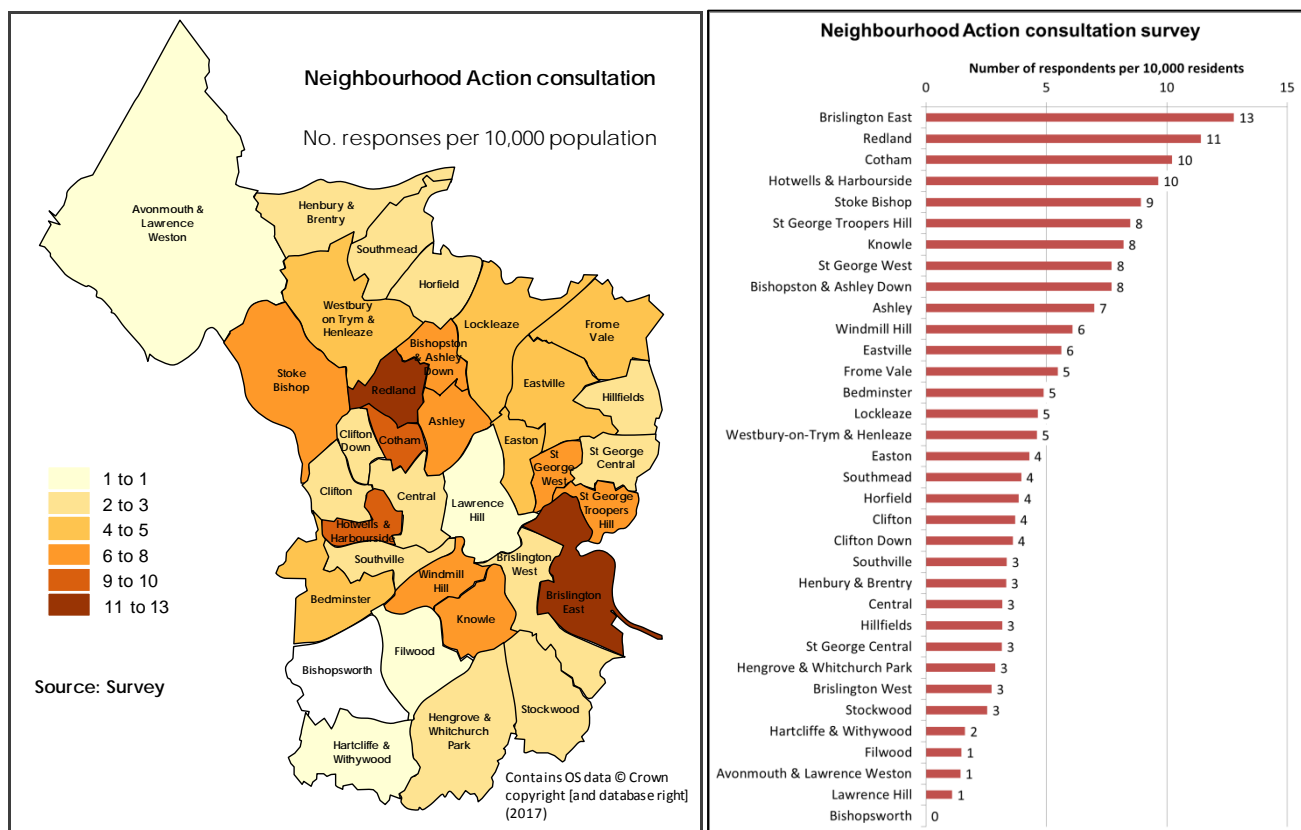 Neighbourhood Action consultation
No. responses per 10,000 population
Avonmouth &
Lawrence
Weston
Henbury &
Brentry
Southmead
Horfield
Westbury
on Trym &
Henleaze
Lockleaze
Frome
Vale
Bishopston
& Ashley
Down
Stoke
Bishop
Redland
Eastville
Hillfields
Clifton
Down
Cotham
Ashley
Easton
St
George
West
St George
Central
Clifton
Central
Lawrence
Hill
St George
Troopers
Hill
Hotwells &
Harbourside
Southville
Brislington
West
Windmill
Hill
Bedminster
Knowle
Brislington
East
Bishopsworth
Filwood
Stockwood
Hengrove &
Whitchurch
Park
Hartcliffe &
Withywood
1 to 1
2 to 3
4 to 5
6 to 8
9 to 10
11 to 13
Source: Survey
Contains OS data © Crown
copyright [and database right]
(2017)
Neighbourhood Action consultation survey
Number of respondents per 10,000 residents
0 5 10 15
Brislington East 13
Redland 11
Cotham 10
Hotwells & Harbourside 10
Stoke Bishop 9
St George Troopers Hill 8
Knowle 8
St George West 8
Bishopston & Ashley Down 8
Ashley 7
Windmill Hill 6
Eastville 6
Frome Vale 5
Bedminster 5
Lockleaze 5
Westbury-on-Trym & Henleaze 5
Easton 4
Southmead 4
Horfield 4
Clifton 4
Clifton Down 4
Southville 3
Henbury & Brentry 3
Central 3
Hillfields 3
St George Central 3
Hengrove & Whitchurch Park 3
Brislington West 3
Stockwood 3
Hartcliffe & Withywood 2
Filwood 1
Avonmouth & Lawrence Weston 1
Lawrence Hill 1
Bishopsworth 0